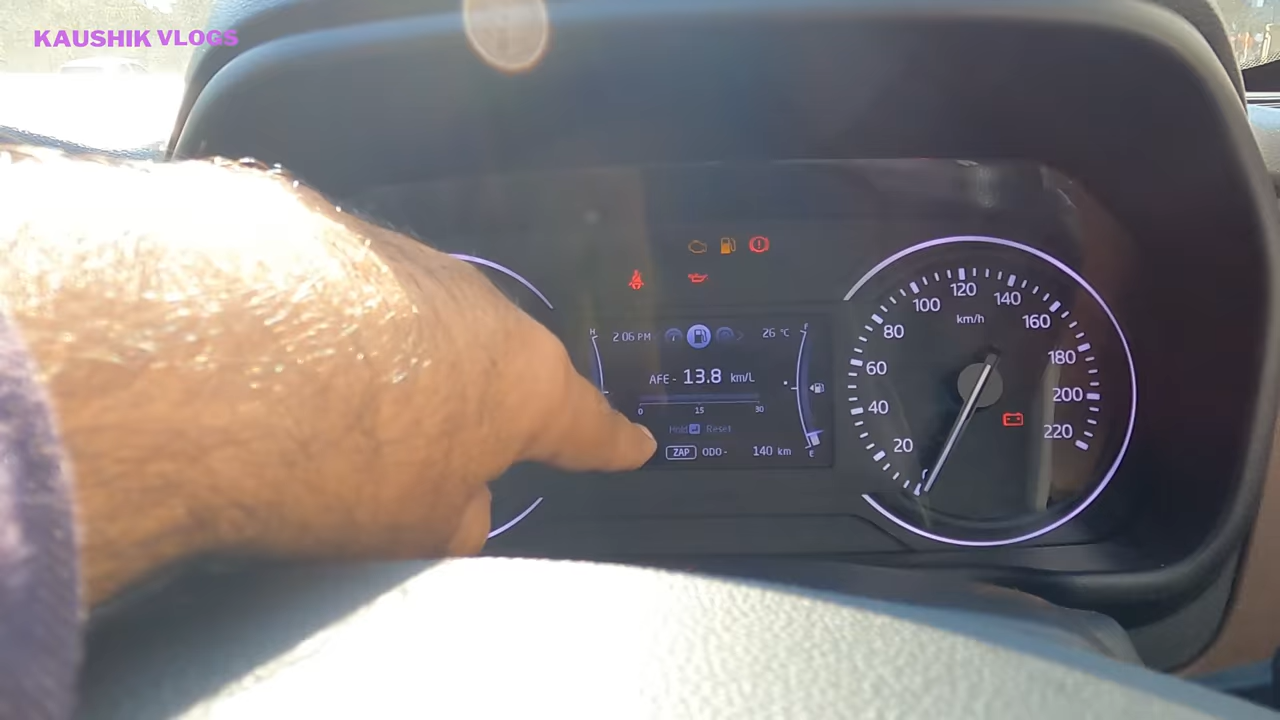 KAUSHIK VLOGS
H
2:06 PM
26 °C
F
AFE - 13.8 km/L
0 15 30
Hold Reset
ZAP ODO - 140 km
E
km/h
0
20
40
60
80
100
120
140
160
180
200
220